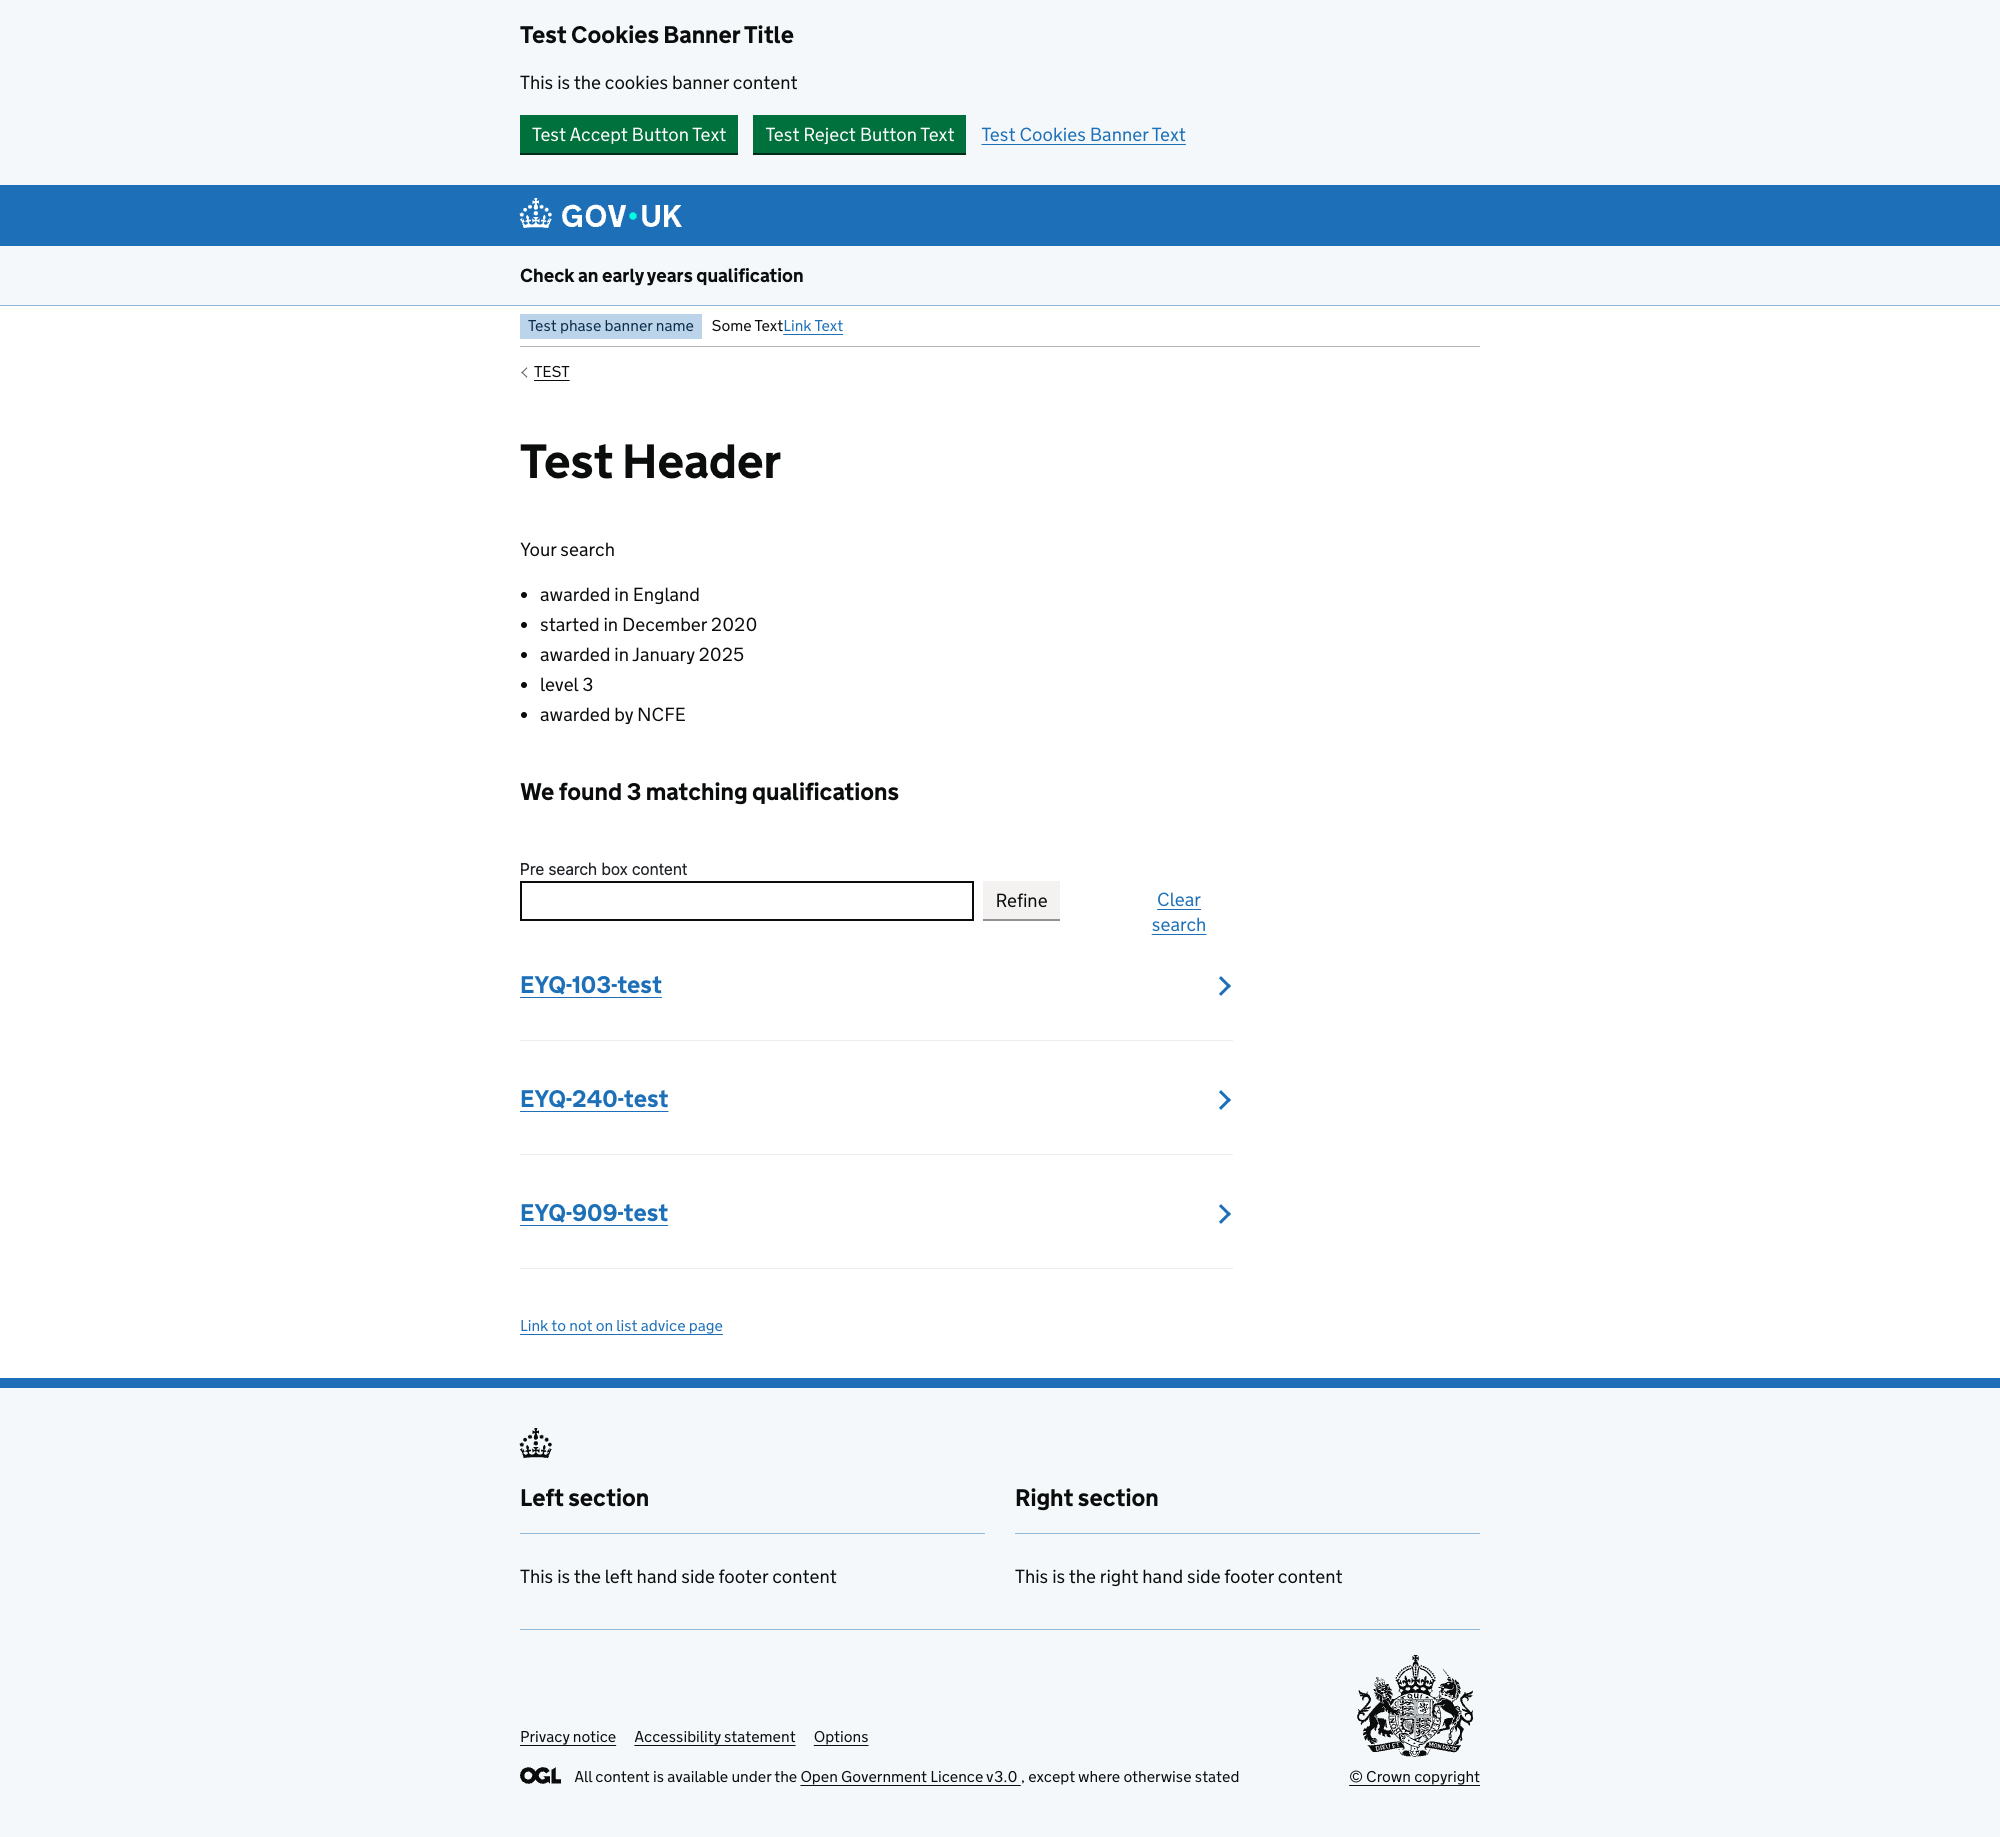 Test Cookies Banner Title
This is the cookies banner content
Test Accept Button Text Test Reject Button Text Test Cookies Banner Text
GOV•UK
Check an early years qualification
Test phase banner name Some TextLink Text
TEST
Test Header
Your search
• awarded in England
• started in December 2020
• awarded in January 2025
• level 3
• awarded by NCFE
We found 3 matching qualifications
Pre search box content
Refine
Clear
search
EYQ-103-test
EYQ-240-test
EYQ-909-test
Link to not on list advice page
Left section
Right section
This is the left hand side footer content
This is the right hand side footer content
Privacy notice Accessibility statement Options
OGL All content is available under the Open Government Licence v3.0 , except where otherwise stated
© Crown copyright